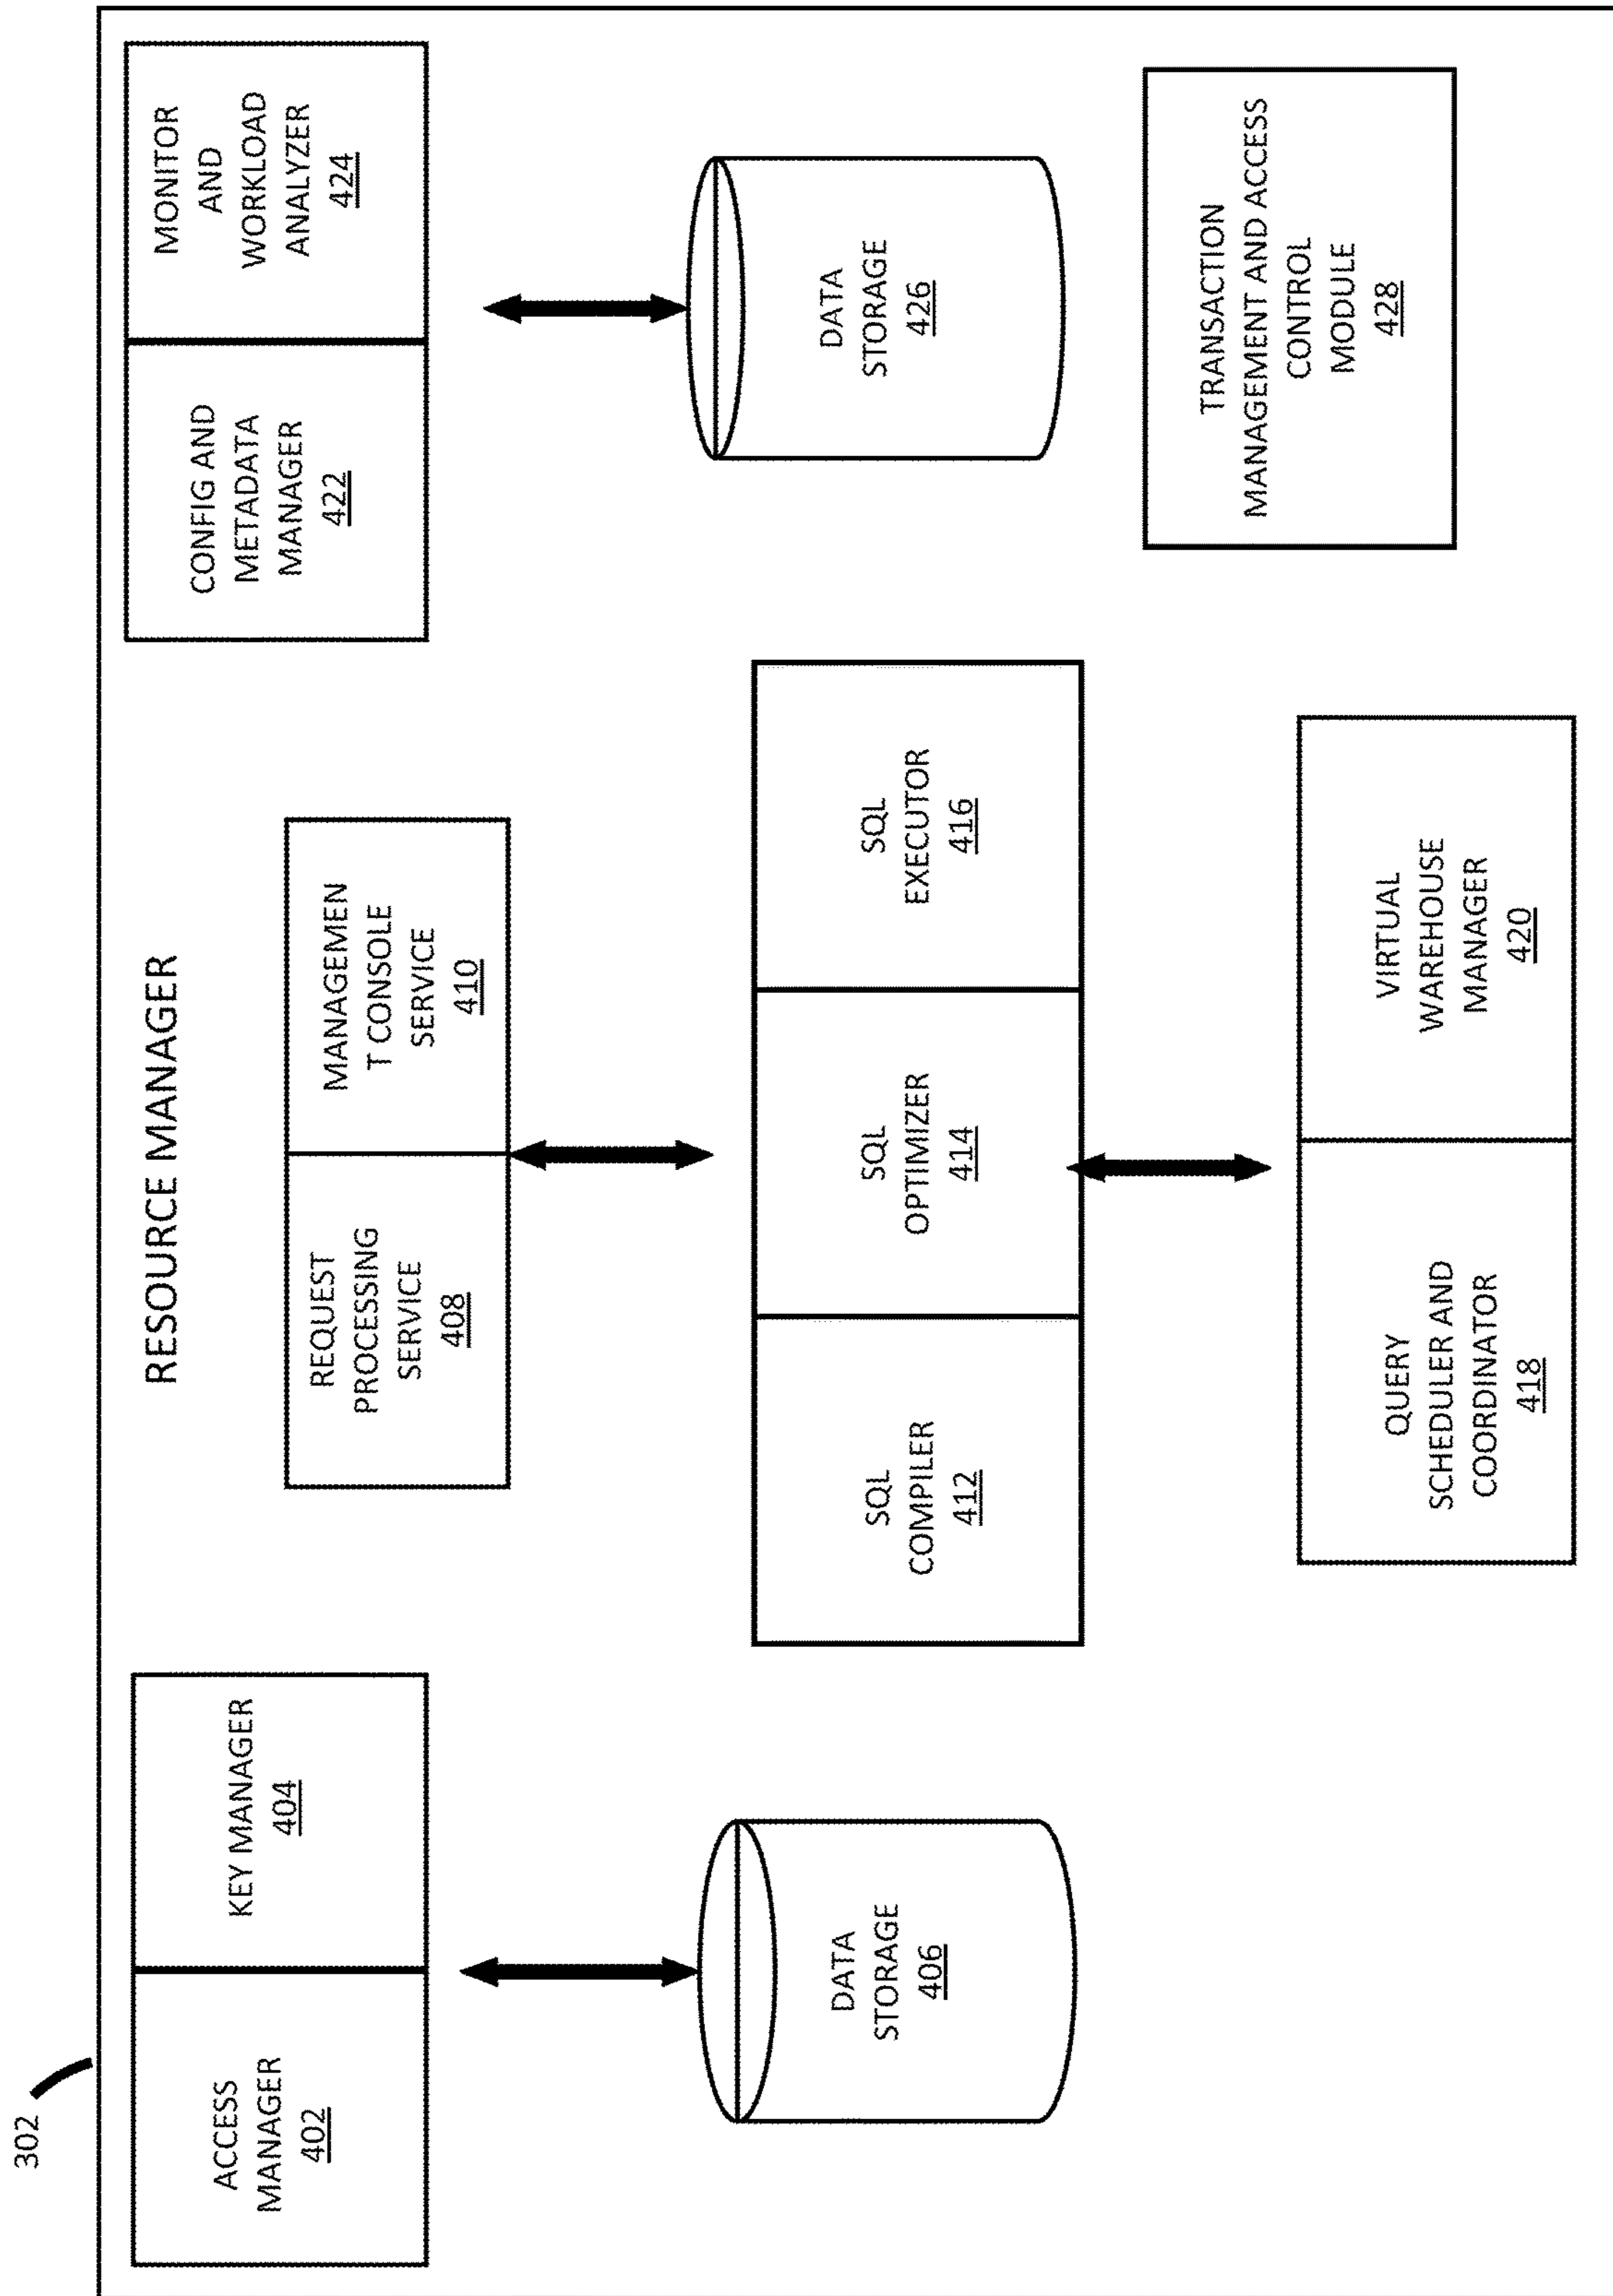 302
RESOURCE MANAGER
ACCESS
MANAGER
402
KEY MANAGER
404
DATA
STORAGE
406
REQUEST
PROCESSING
SERVICE
408
MANAGEMEN
T CONSOLE
SERVICE
410
SQL
COMPILER
412
SQL
OPTIMIZER
414
SQL
EXECUTOR
416
QUERY
SCHEDULER AND
COORDINATOR
418
VIRTUAL
WAREHOUSE
MANAGER
420
CONFIG AND
METADATA
MANAGER
422
MONITOR
AND
WORKLOAD
ANALYZER
424
DATA
STORAGE
426
TRANSACTION
MANAGEMENT AND ACCESS
CONTROL
MODULE
428